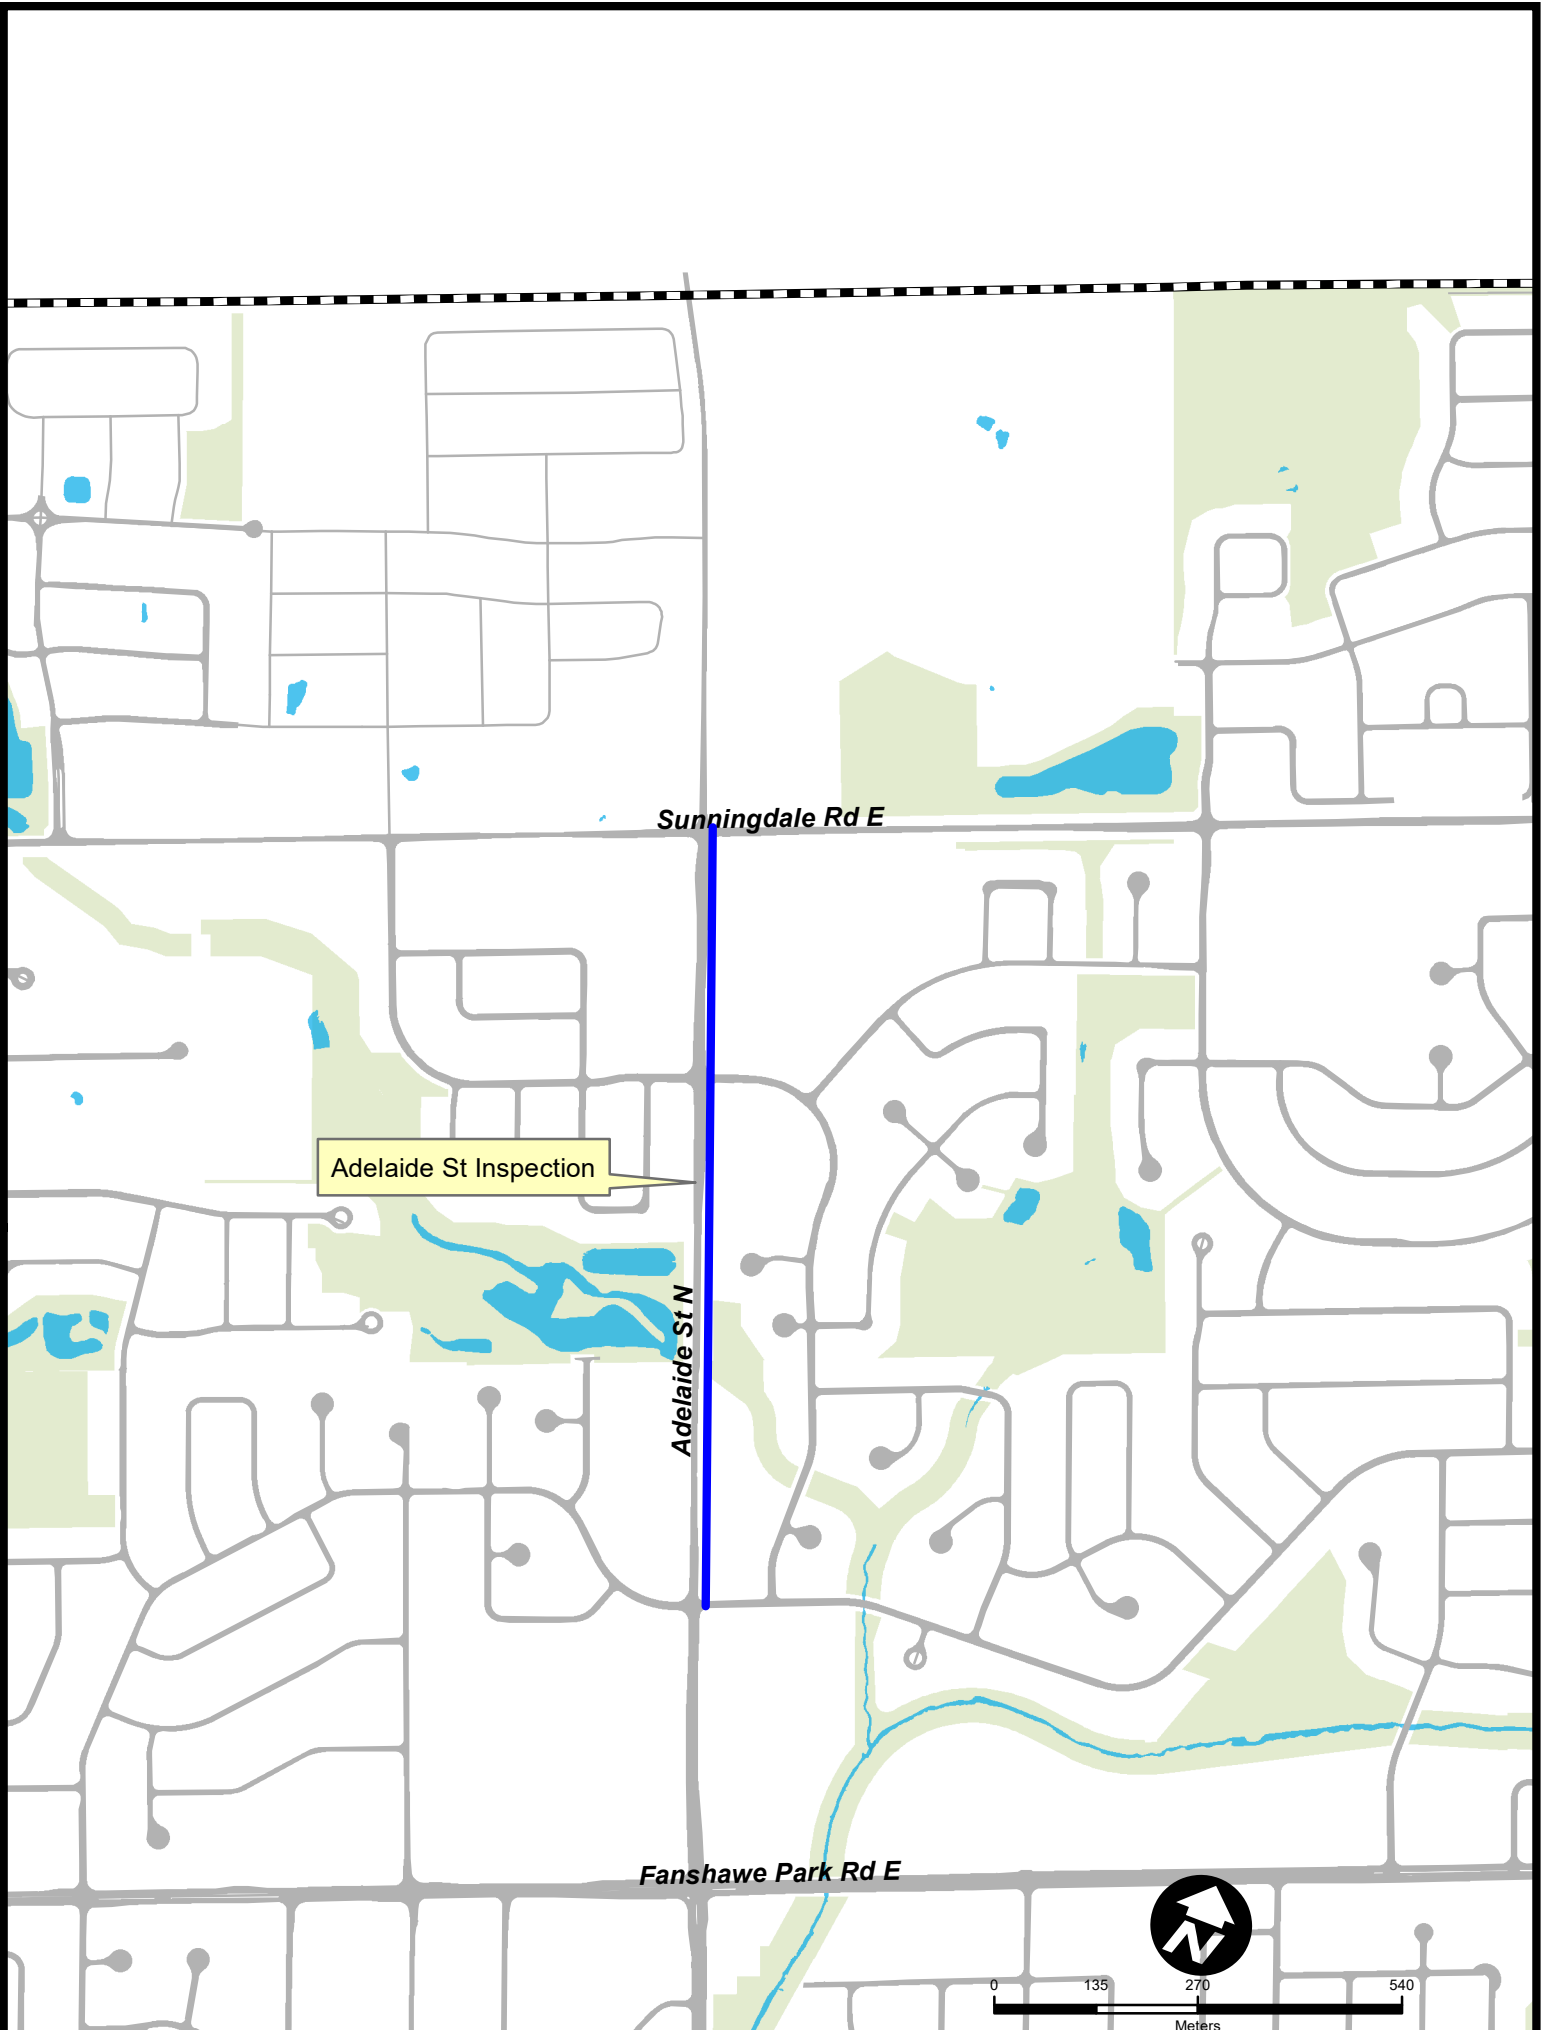 Sunningdale Rd E
Adelaide St Inspection
Adelaide St N
Fanshawe Park Rd E
N
0 135 270 540
Meters